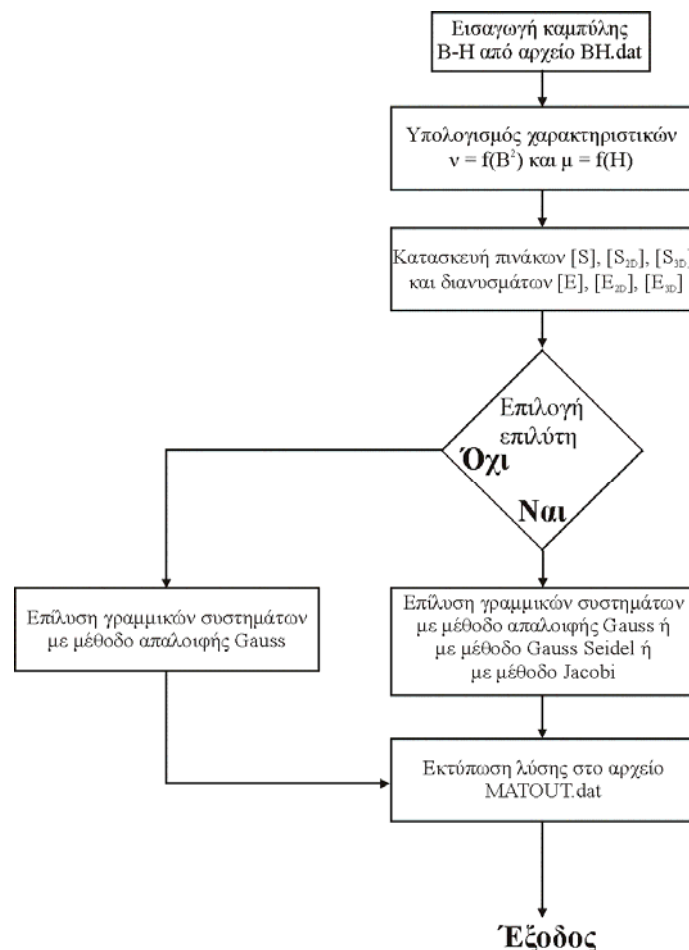 Εισαγωγή καμπύλης
B-H από αρχείο BH.dat
Υπολογισμός χαρακτηριστικών
ν = f(B²) και μ = f(H)
Κατασκευή πινάκων [S], [S₂D], [S₃D]
και διανυσμάτων [E], [E₂D], [E₃D]
Επιλογή
επιλύτη
Όχι
Ναι
Επίλυση γραμμικών συστημάτων
με μέθοδο απαλοιφής Gauss
Επίλυση γραμμικών συστημάτων
με μέθοδο απαλοιφής Gauss ή
με μέθοδο Gauss Seidel ή
με μέθοδο Jacobi
Εκτύπωση λύσης στο αρχείο
MATOUT.dat
Έξοδος